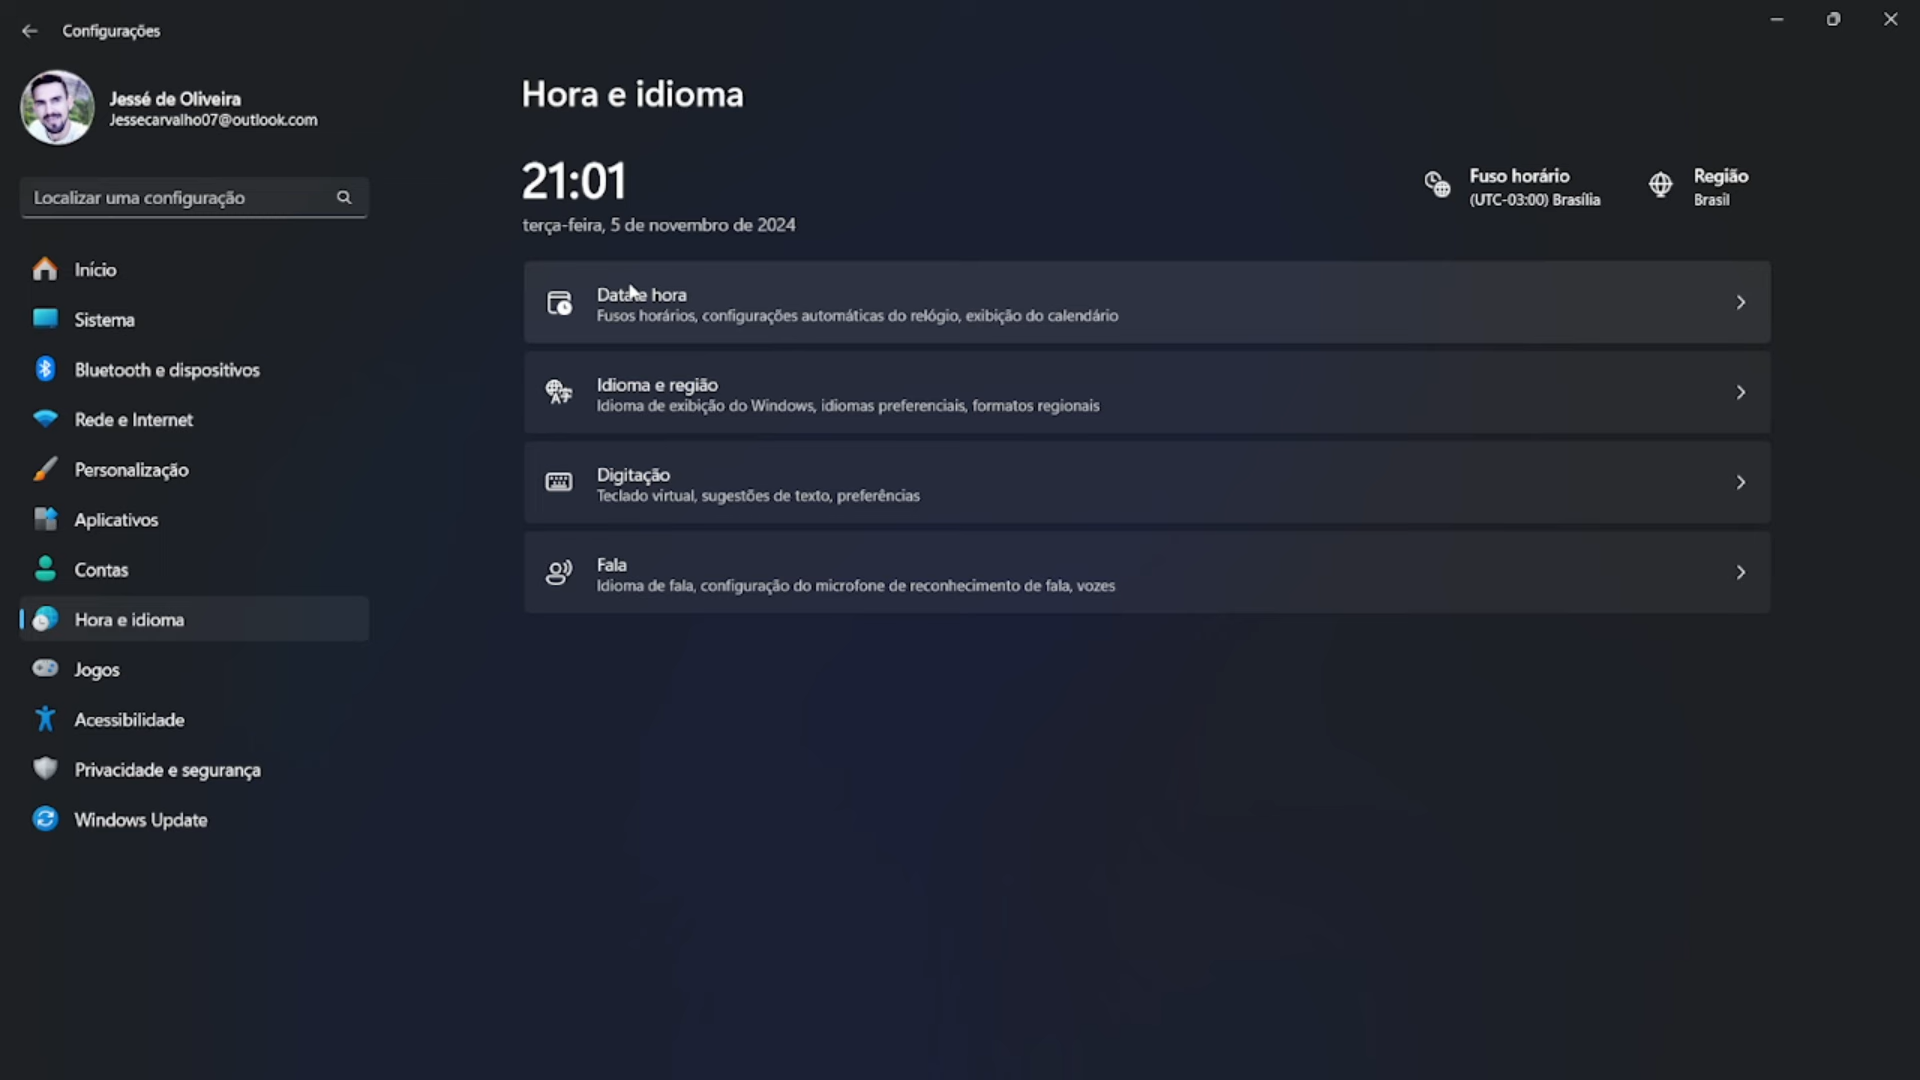 Configurações
Jessé de Oliveira
Jessecarvalho07@outlook.com
Localizar uma configuração
Início
Sistema
Bluetooth e dispositivos
Rede e Internet
Personalização
Aplicativos
Contas
Hora e idioma
Jogos
Acessibilidade
Privacidade e segurança
Windows Update
Hora e idioma
21:01
terça-feira, 5 de novembro de 2024
Fuso horário
(UTC-03:00) Brasília
Região
Brasil
Data e hora
Fusos horários, configurações automáticas do relógio, exibição do calendário
Idioma e região
Idioma de exibição do Windows, idiomas preferenciais, formatos regionais
Digitação
Teclado virtual, sugestões de texto, preferências
Fala
Idioma de fala, configuração do microfone de reconhecimento de fala, vozes